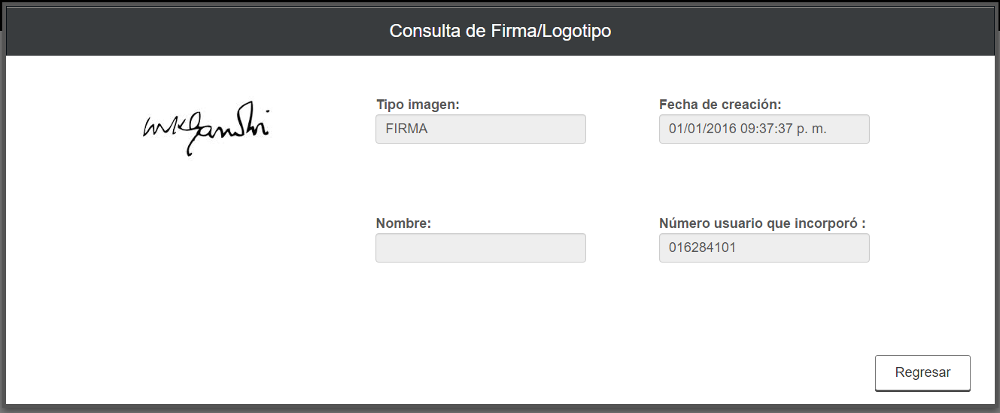 Consulta de Firma/Logotipo
mkgandhi
Tipo imagen:
FIRMA
Fecha de creación:
01/01/2016 09:37:37 p. m.
Nombre:
Número usuario que incorporó :
016284101
Regresar